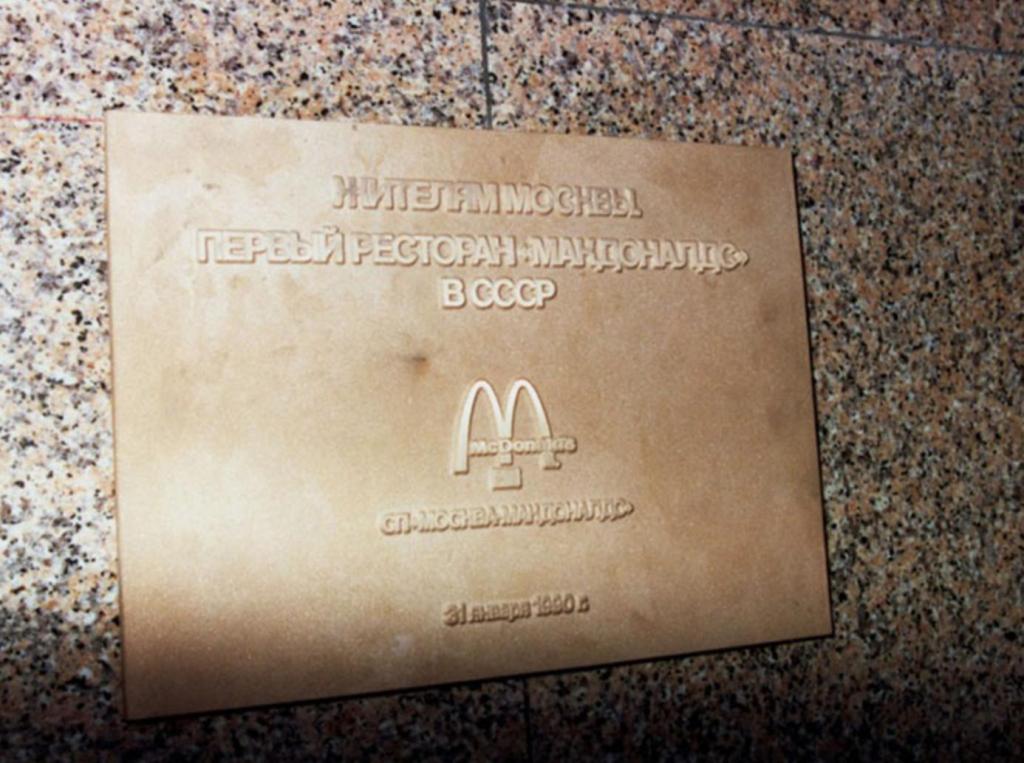 ЖИТЕЛЯМ МОСКВЫ
ПЕРВЫЙ РЕСТОРАН «МАКДОНАЛДС»
В СССР
McDonald's
СП «МОСКВА-МАКДОНАЛДС»
31 января 1990 г.